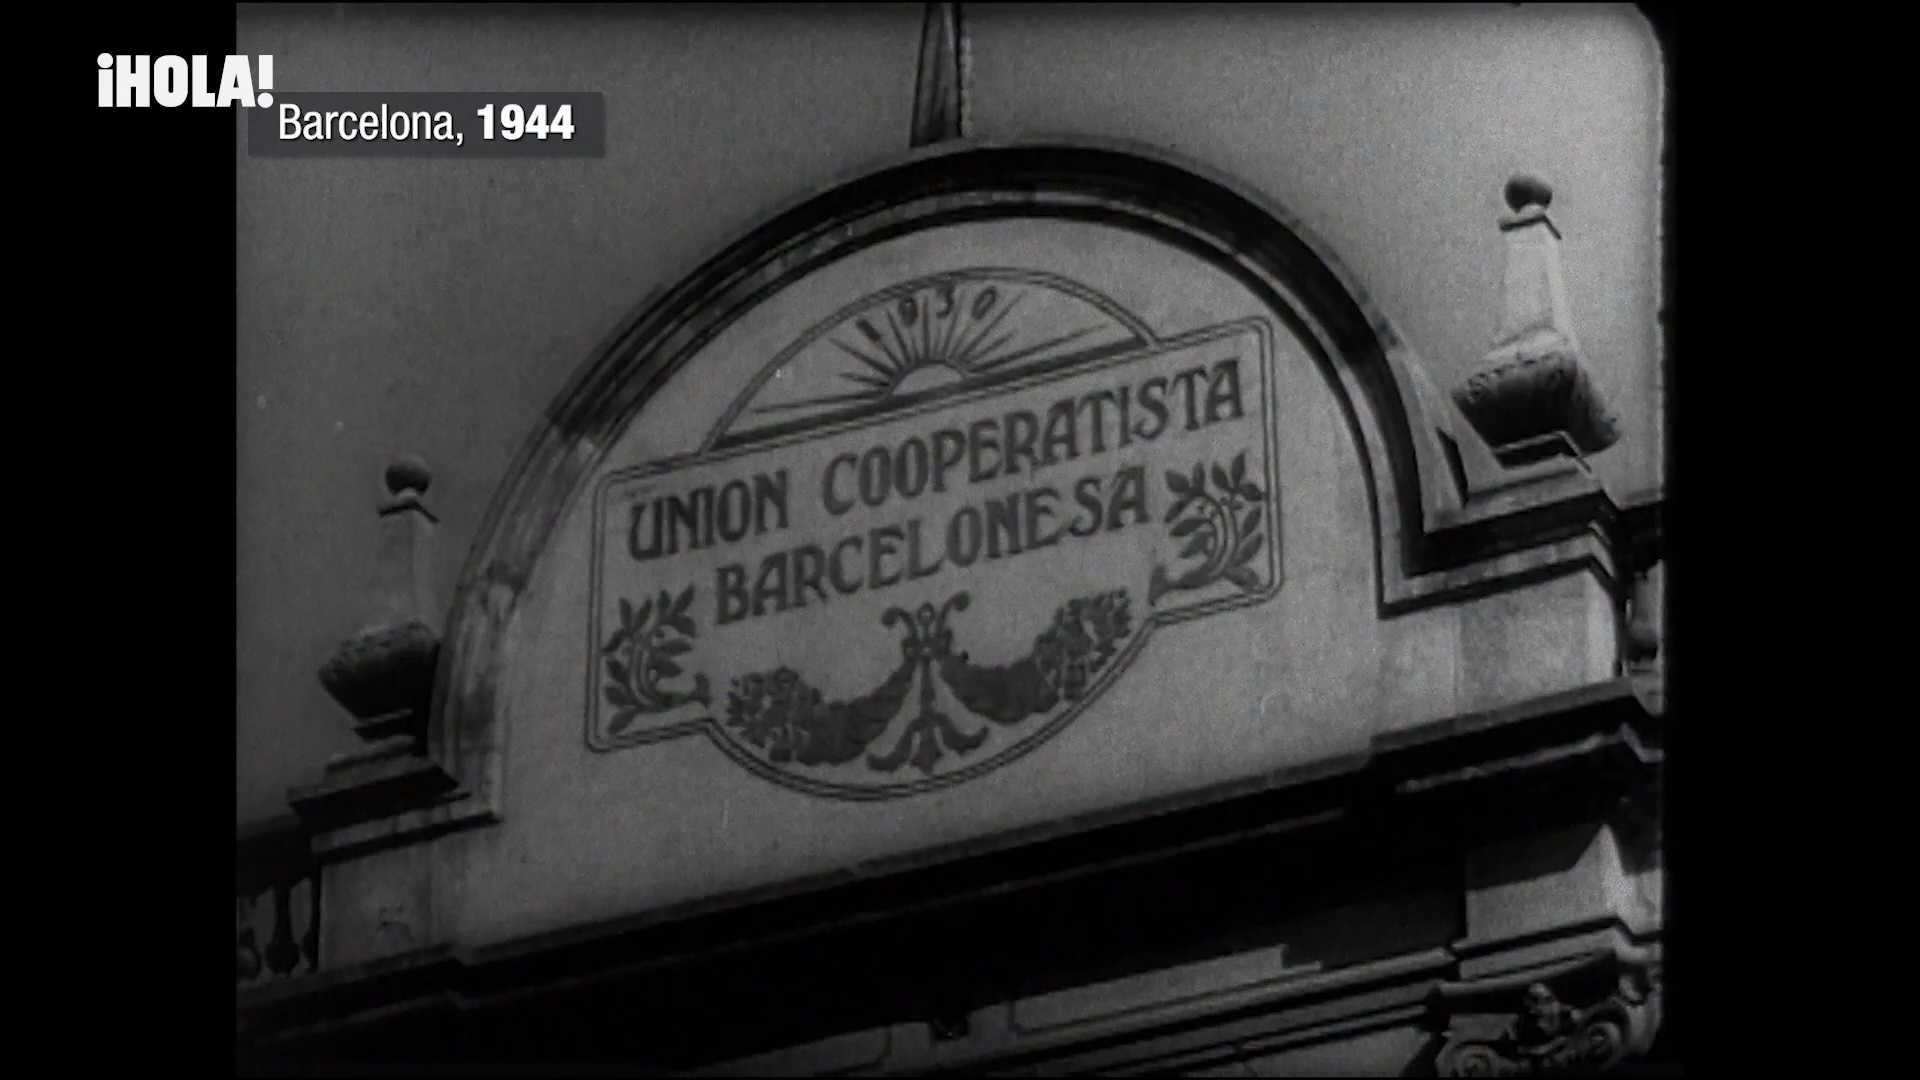 ¡HOLA!
Barcelona, 1944
1930
UNION COOPERATISTA
BARCELONESA